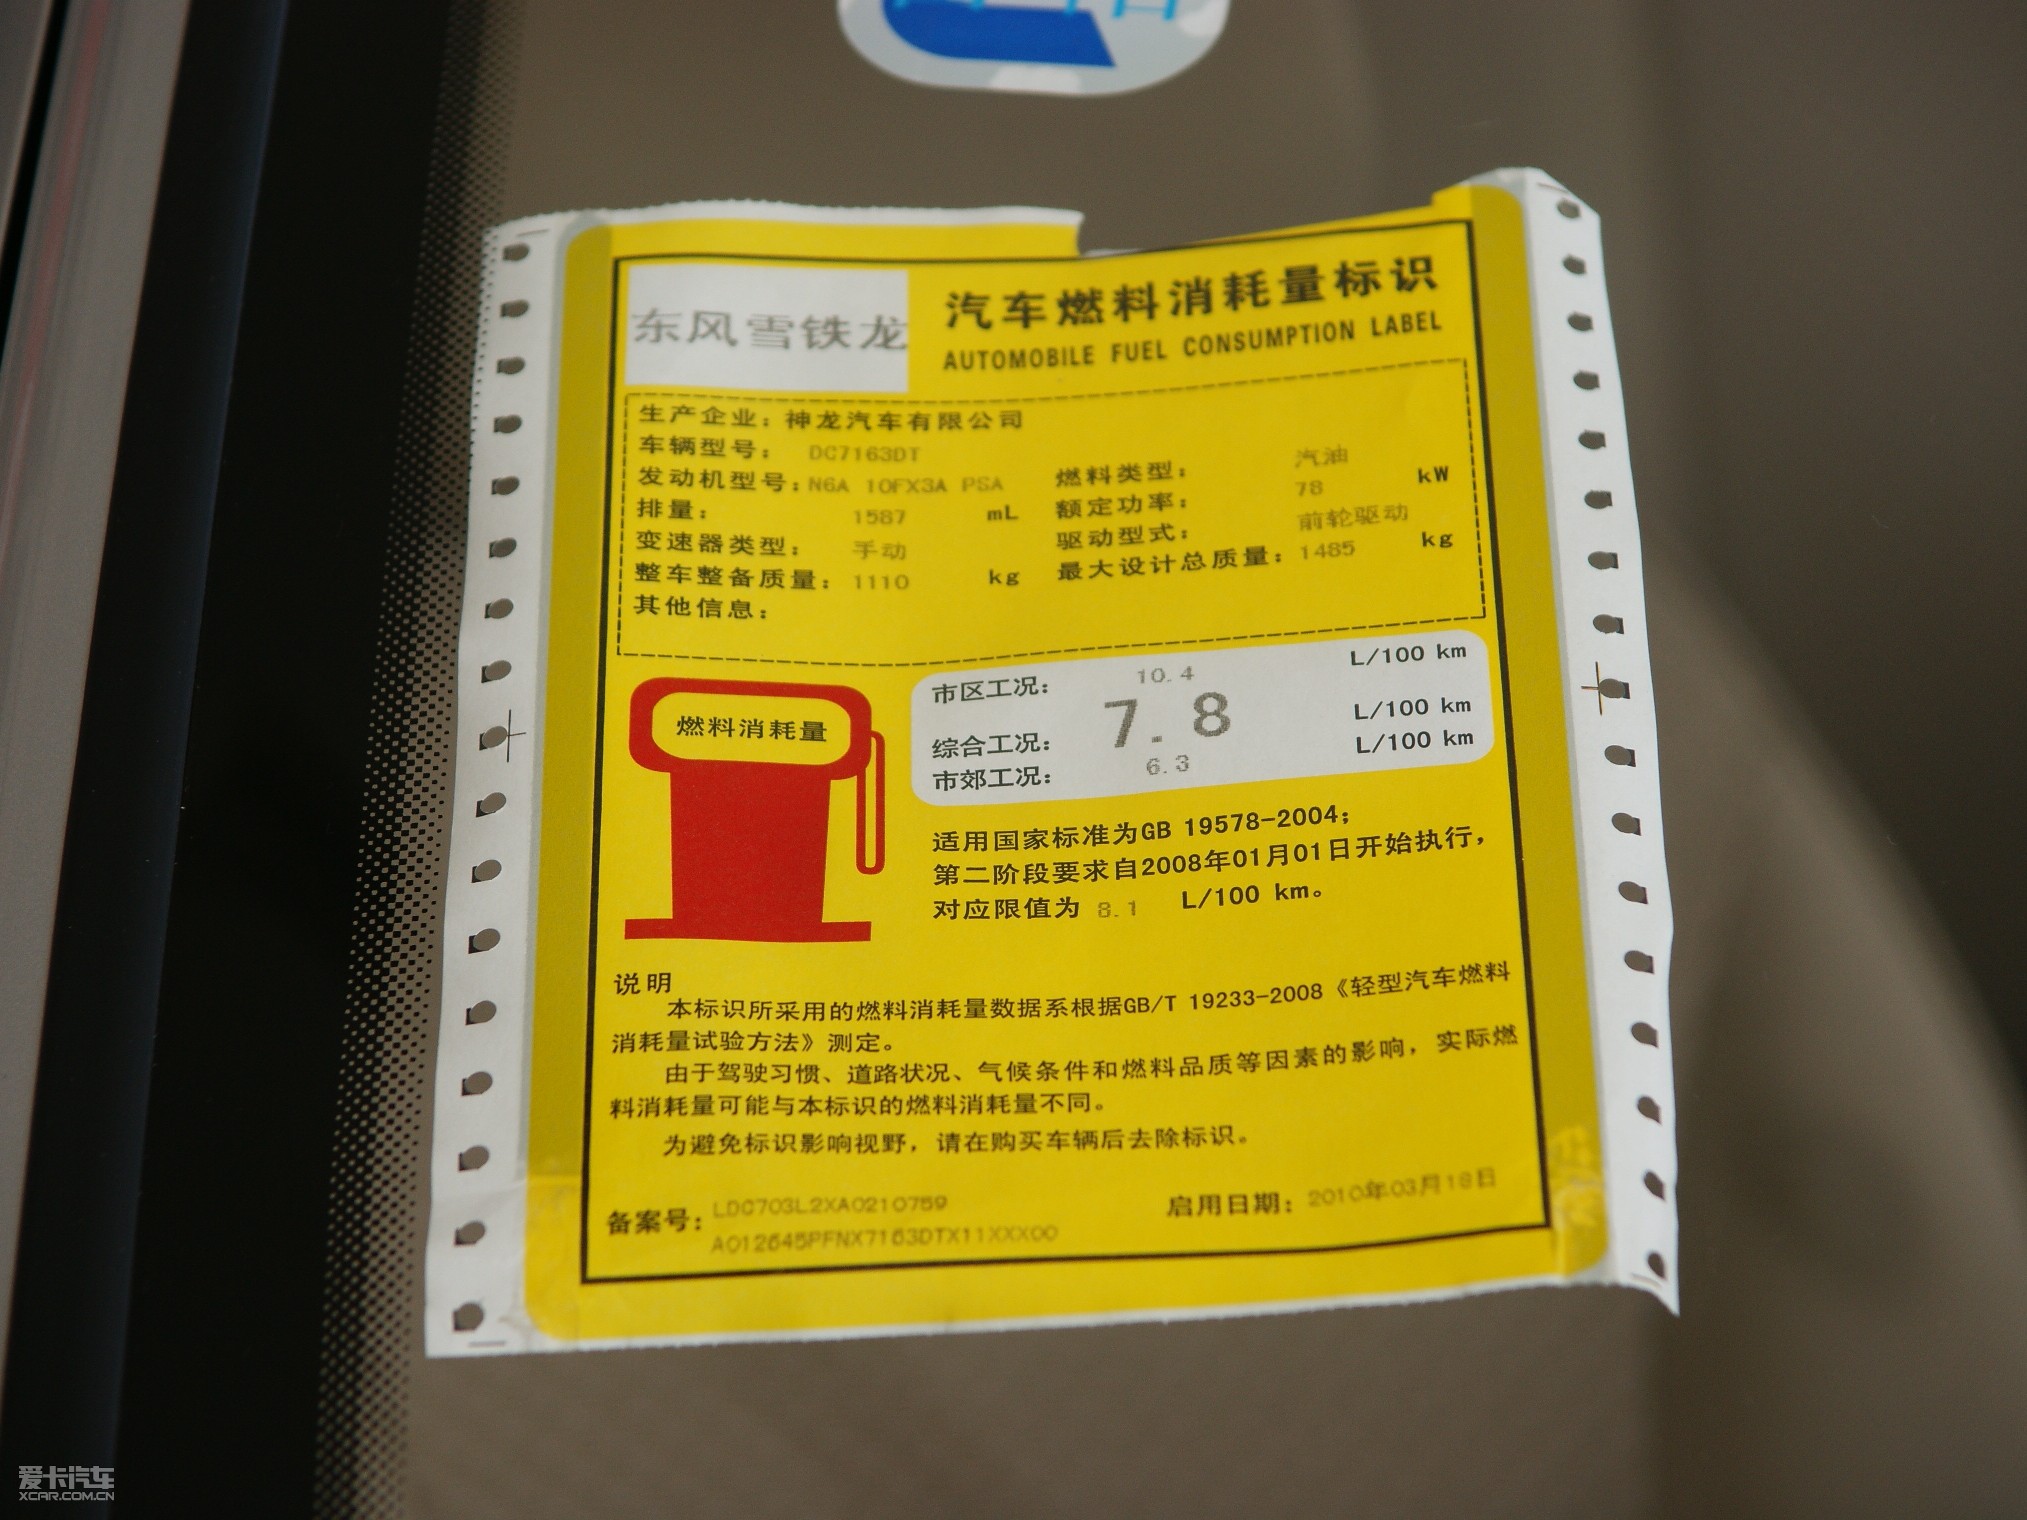 东风雪铁龙
汽车燃料消耗量标识
AUTOMOBILE FUEL CONSUMPTION LABEL
生产企业：神龙汽车有限公司
车辆型号： DC7163DT
发动机型号：N6A 10FX3A PSA 燃料类型： 汽油
排量： 1587 mL 额定功率： 78 kW
变速器类型： 手动 驱动型式： 前轮驱动
整车整备质量：1110 kg 最大设计总质量：1485 kg
其他信息：
燃料消耗量
市区工况： 10.4 L/100 km
综合工况： 7.8 L/100 km
市郊工况： 6.3 L/100 km
适用国家标准为GB 19578-2004；
第二阶段要求自2008年01月01日开始执行，
对应限值为 8.1 L/100 km。
说明
本标识所采用的燃料消耗量数据系根据GB/T 19233-2008《轻型汽车燃料
消耗量试验方法》测定。
由于驾驶习惯、道路状况、气候条件和燃料品质等因素的影响，实际燃
料消耗量可能与本标识的燃料消耗量不同。
为避免标识影响视野，请在购买车辆后去除标识。
备案号：LDC703L2XA0210759 启用日期：2010年03月18日
A012645PFNX7163DTX11XXX00
爱卡汽车
XCAR.COM.CN